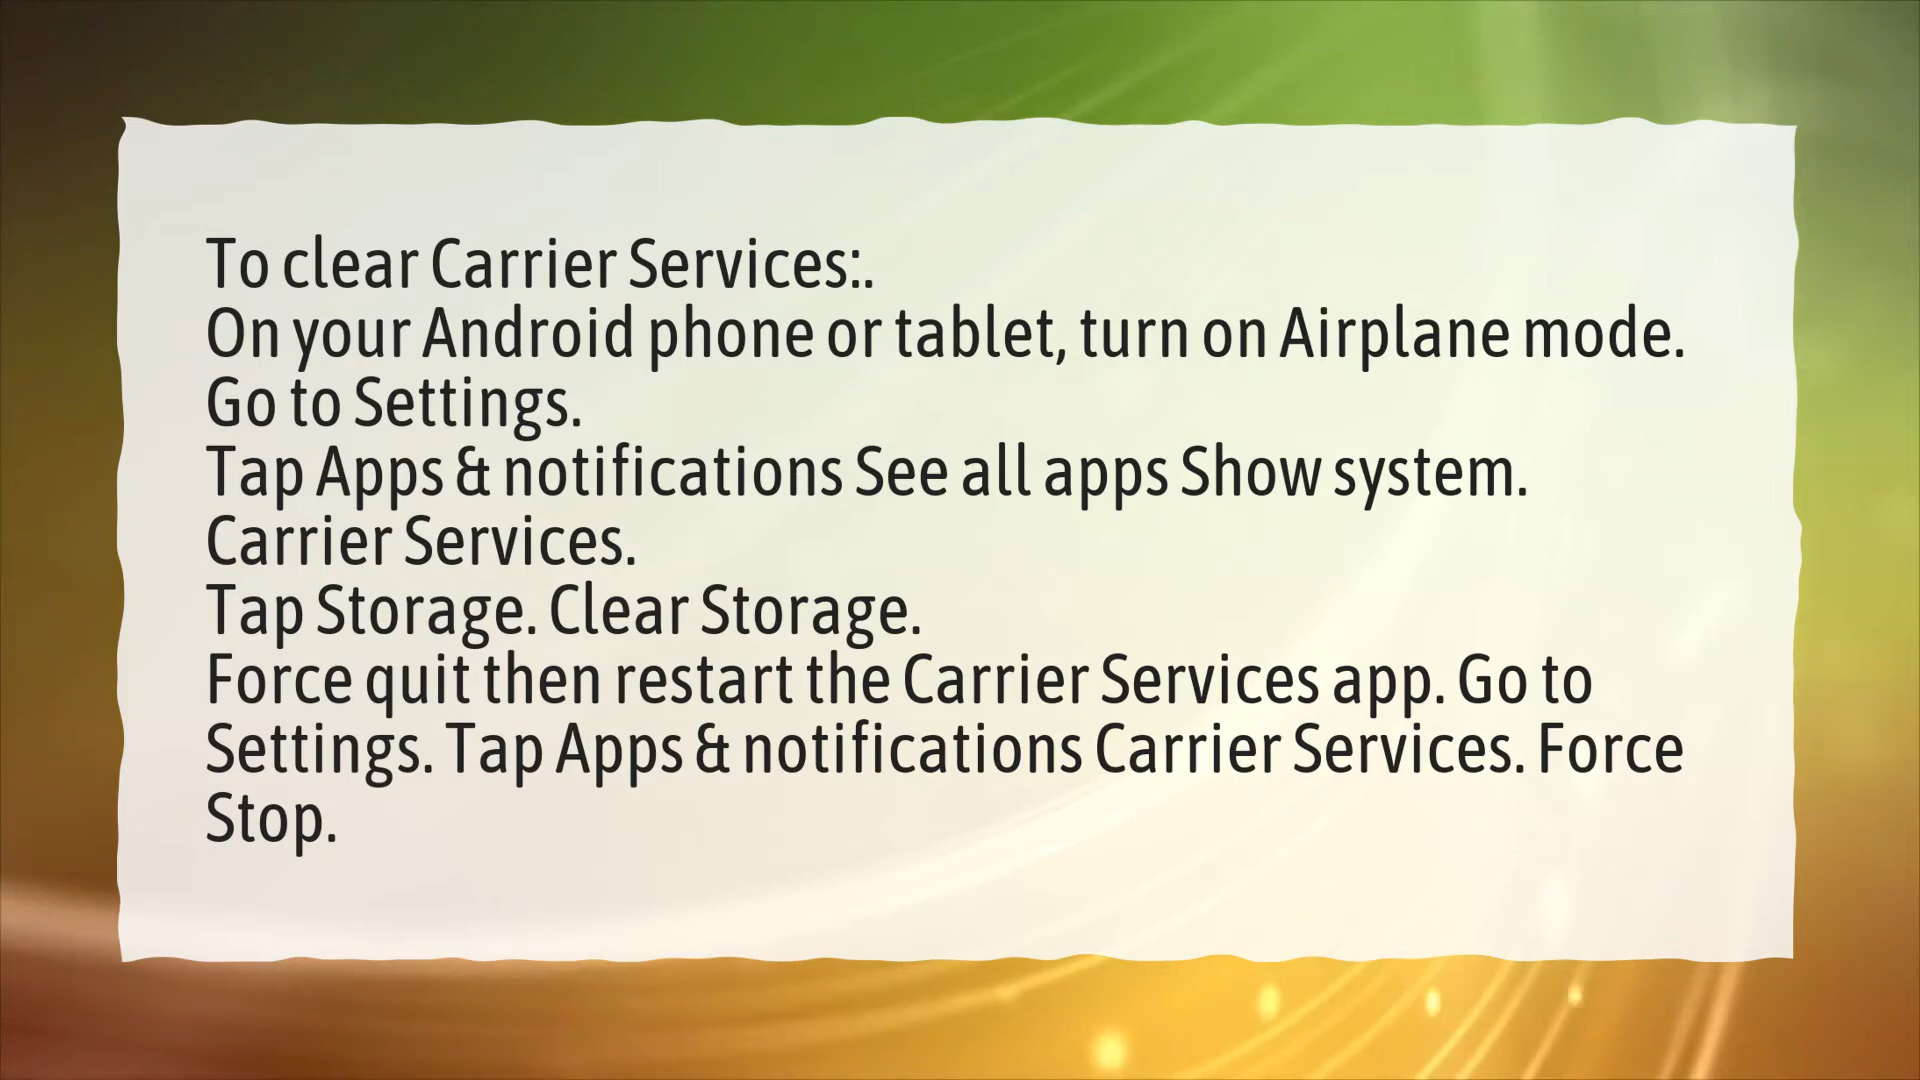 To clear Carrier Services:.
On your Android phone or tablet, turn on Airplane mode.
Go to Settings.
Tap Apps & notifications See all apps Show system.
Carrier Services.
Tap Storage. Clear Storage.
Force quit then restart the Carrier Services app. Go to
Settings. Tap Apps & notifications Carrier Services. Force
Stop.